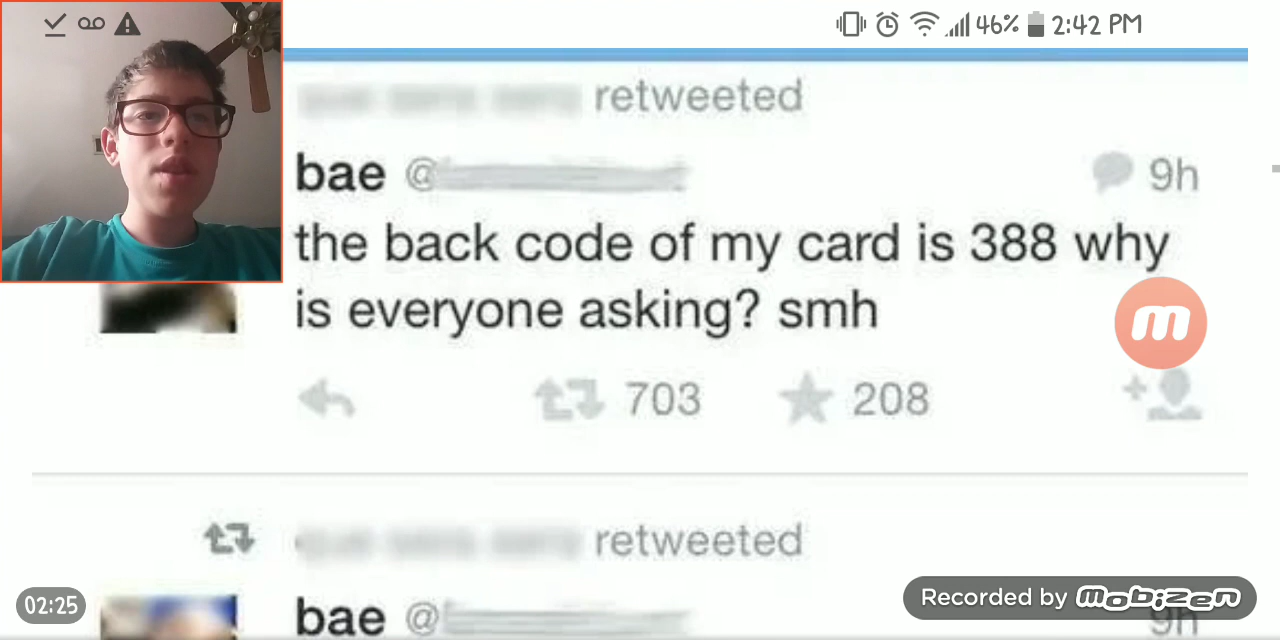 46% 2:42 PM
retweeted
bae @ 9h
the back code of my card is 388 why
is everyone asking? smh
703 208
m
retweeted
02:25
Recorded by mobizen
bae @ 9h